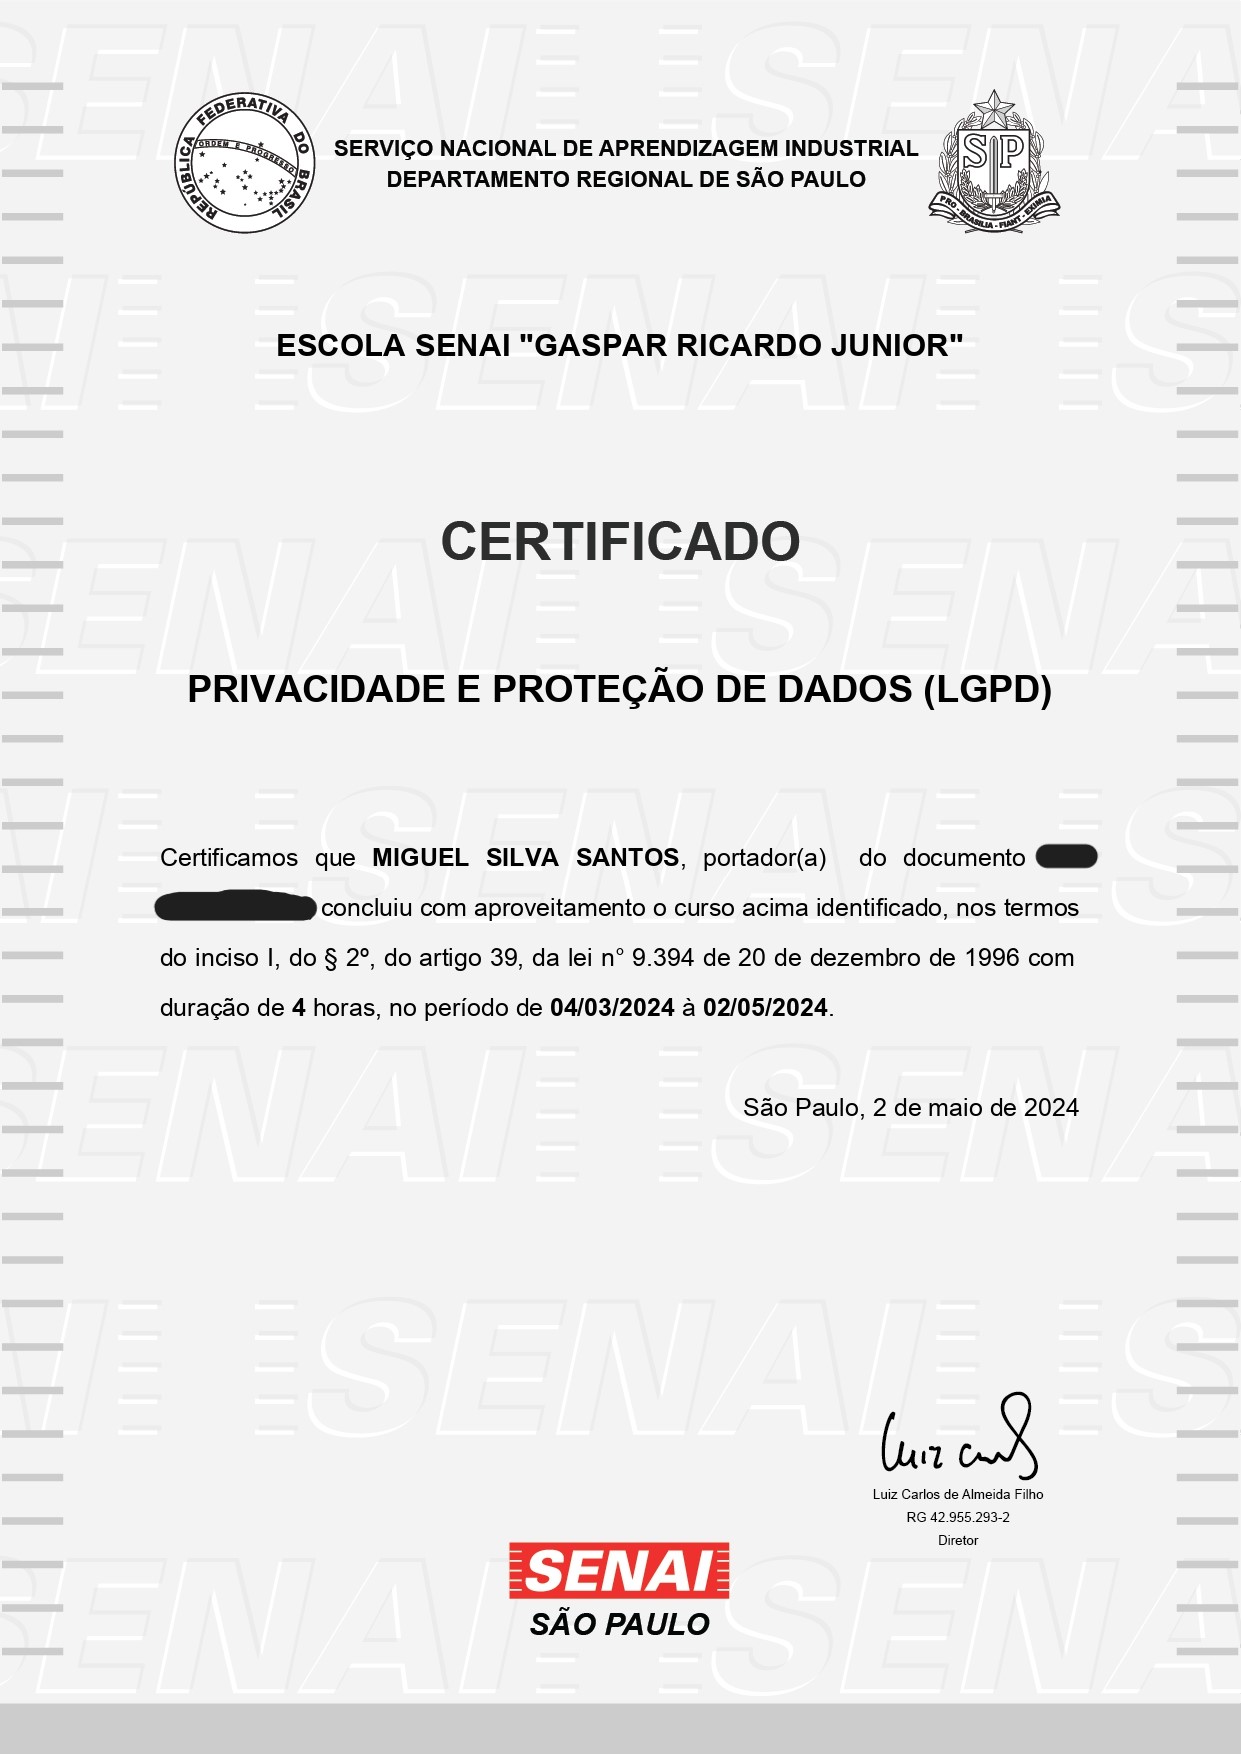 REPÚBLICA FEDERATIVA DO BRASIL
ORDEM E PROGRESSO
SERVIÇO NACIONAL DE APRENDIZAGEM INDUSTRIAL
DEPARTAMENTO REGIONAL DE SÃO PAULO
SP
PRO - BRASILIA - FIANT - EXIMIA
ESCOLA SENAI "GASPAR RICARDO JUNIOR"
CERTIFICADO
PRIVACIDADE E PROTEÇÃO DE DADOS (LGPD)
Certificamos que MIGUEL SILVA SANTOS, portador(a) do documento
concluiu com aproveitamento o curso acima identificado, nos termos
do inciso I, do § 2º, do artigo 39, da lei n° 9.394 de 20 de dezembro de 1996 com
duração de 4 horas, no período de 04/03/2024 à 02/05/2024.
São Paulo, 2 de maio de 2024
Luiz Carlos de Almeida Filho
RG 42.955.293-2
Diretor
SENAI
SÃO PAULO